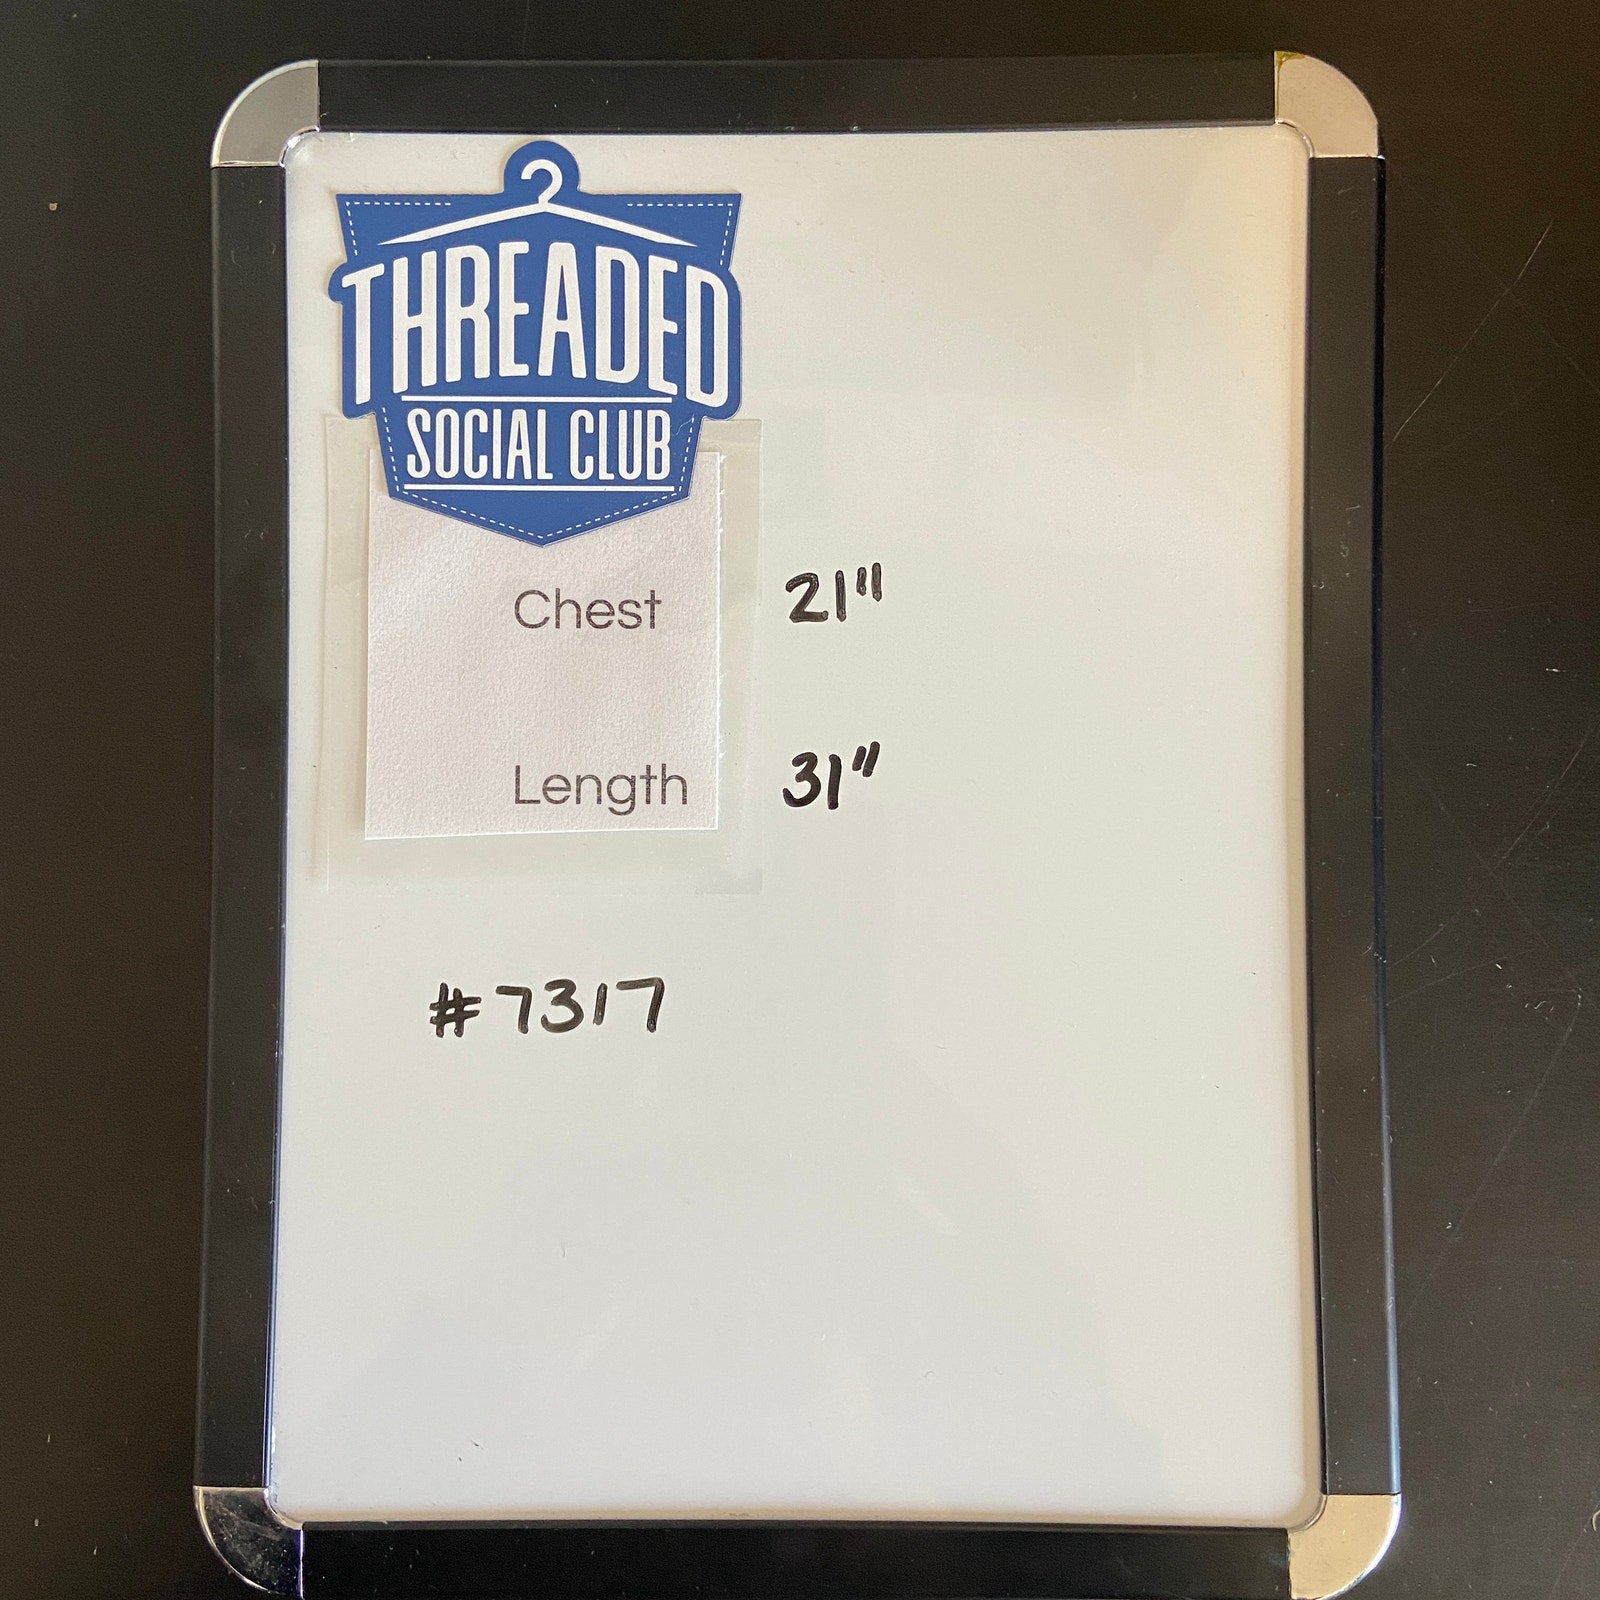 THREADED
SOCIAL CLUB
Chest 21"
Length 31"
#7317